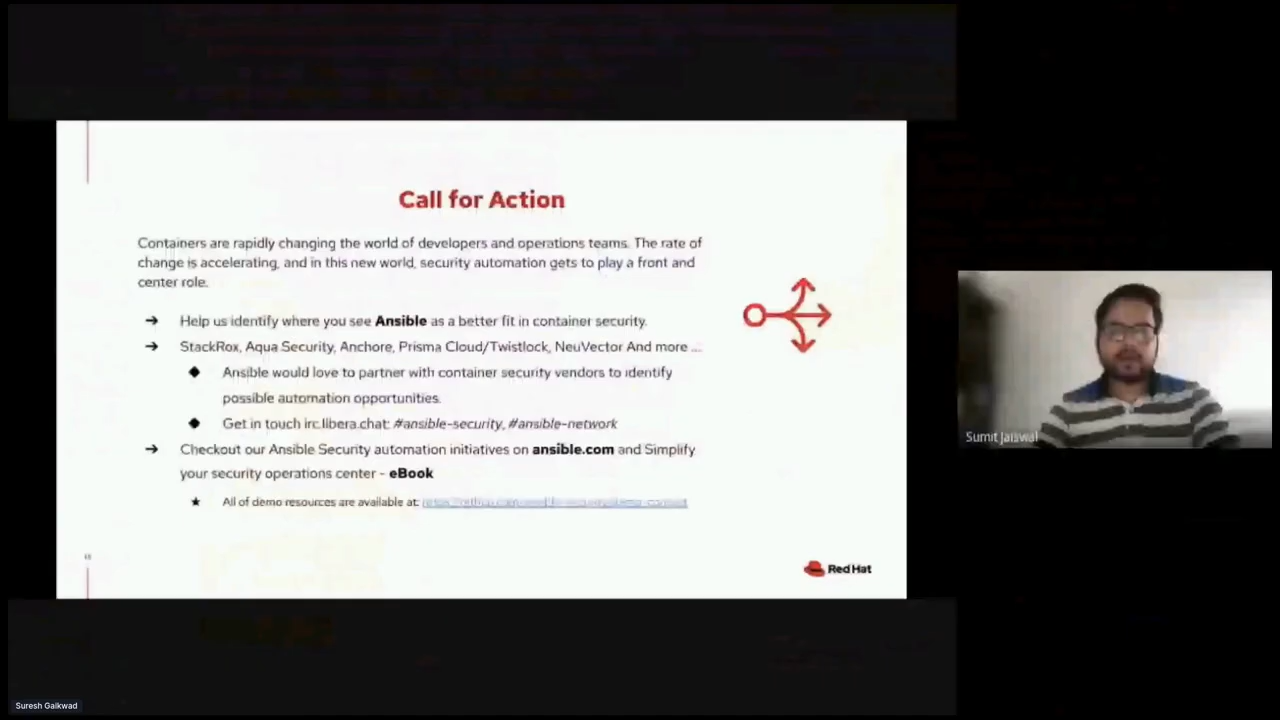 Call for Action
Containers are rapidly changing the world of developers and operations teams. The rate of
change is accelerating, and in this new world, security automation gets to play a front and
center role.
➔ Help us identify where you see Ansible as a better fit in container security.
➔ StackRox, Aqua Security, Anchore, Prisma Cloud/Twistlock, NeuVector And more ...
◆ Ansible would love to partner with container security vendors to identify
possible automation opportunities.
◆ Get in touch irc.libera.chat: #ansible-security, #ansible-network
➔ Checkout our Ansible Security automation initiatives on ansible.com and Simplify
your security operations center - eBook
★ All of demo resources are available at:
Red Hat
Sumit Jaiswal
Suresh Gaikwad